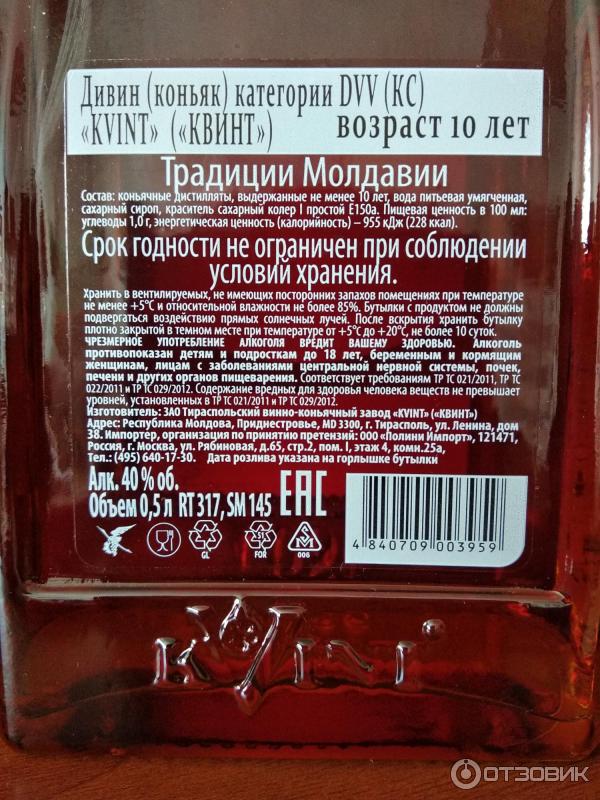 Дивин (коньяк) категории DVV (КС)
«KVINT» («КВИНТ») возраст 10 лет
Традиции Молдавии
Состав: коньячные дистилляты, выдержанные не менее 10 лет, вода питьевая умягченная,
сахарный сироп, краситель сахарный колер I простой Е150а. Пищевая ценность в 100 мл:
углеводы 1,0 г, энергетическая ценность (калорийность) – 955 кДж (228 ккал).
Срок годности не ограничен при соблюдении
условий хранения.
Хранить в вентилируемых, не имеющих посторонних запахов помещениях при температуре
не менее +5°С и относительной влажности не более 85%. Бутылки с продуктом не должны
подвергаться воздействия прямых солнечных лучей. После вскрытия хранить бутылку
плотно закрытой в темном месте при температуре от +5°С до +20°С, не более 10 суток.
ЧРЕЗМЕРНОЕ УПОТРЕБЛЕНИЕ АЛКОГОЛЯ ВРЕДИТ ВАШЕМУ ЗДОРОВЬЮ. Алкоголь
противопоказан детям и подросткам до 18 лет, беременным и кормящим
женщинам, лицам с заболеваниями центральной нервной системы, почек,
печени и других органов пищеварения. Соответствует требованиям ТР ТС 021/2011, ТР ТС
022/2011 и ТР ТС 029/2012. Содержание вредных для здоровья человека веществ не превышает
уровней, установленных в ТР ТС 021/2011 и ТР ТС 029/2012.
Изготовитель: ЗАО Тираспольский винно-коньячный завод «KVINT» («КВИНТ»)
Адрес: Республика Молдова, Приднестровье, MD 3300, г. Тирасполь, ул. Ленина, дом
38. Импортер, организация по принятию претензий: ООО «Полини Импорт», 121471,
Россия, г. Москва, ул. Рябиновая, д.65, стр.2, пом. I, этаж 4, комн.25а,
Тел.: (495) 640-17-30. Дата розлива указана на горлышке бутылки
Алк. 40 % об.
Объем 0,5 л RT 317, SM 145 EAC
GL 51 FOR 006
4 840709 003959
KVINT®
ОТЗОВИК